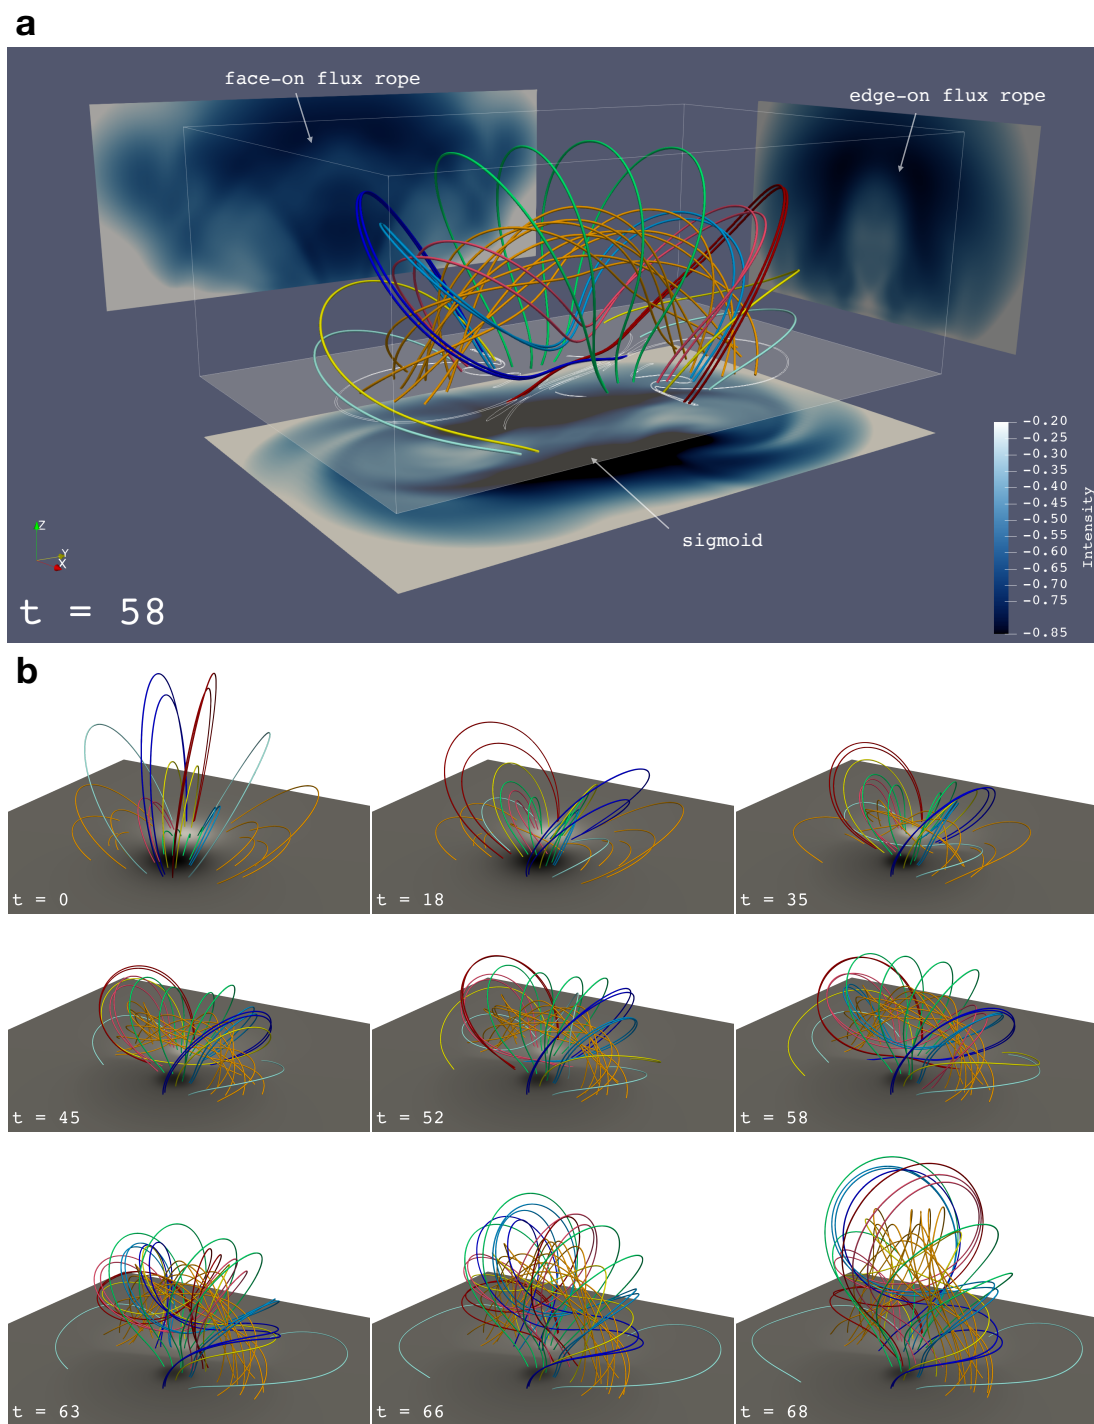 a
face-on flux rope
edge-on flux rope
sigmoid
-0.20
-0.25
-0.30
-0.35
-0.40
-0.45
-0.50
-0.55
-0.60
-0.65
-0.70
-0.75
-0.85
Intensity
Z
Y
X
t = 58
b
t = 0
t = 18
t = 35
t = 45
t = 52
t = 58
t = 63
t = 66
t = 68